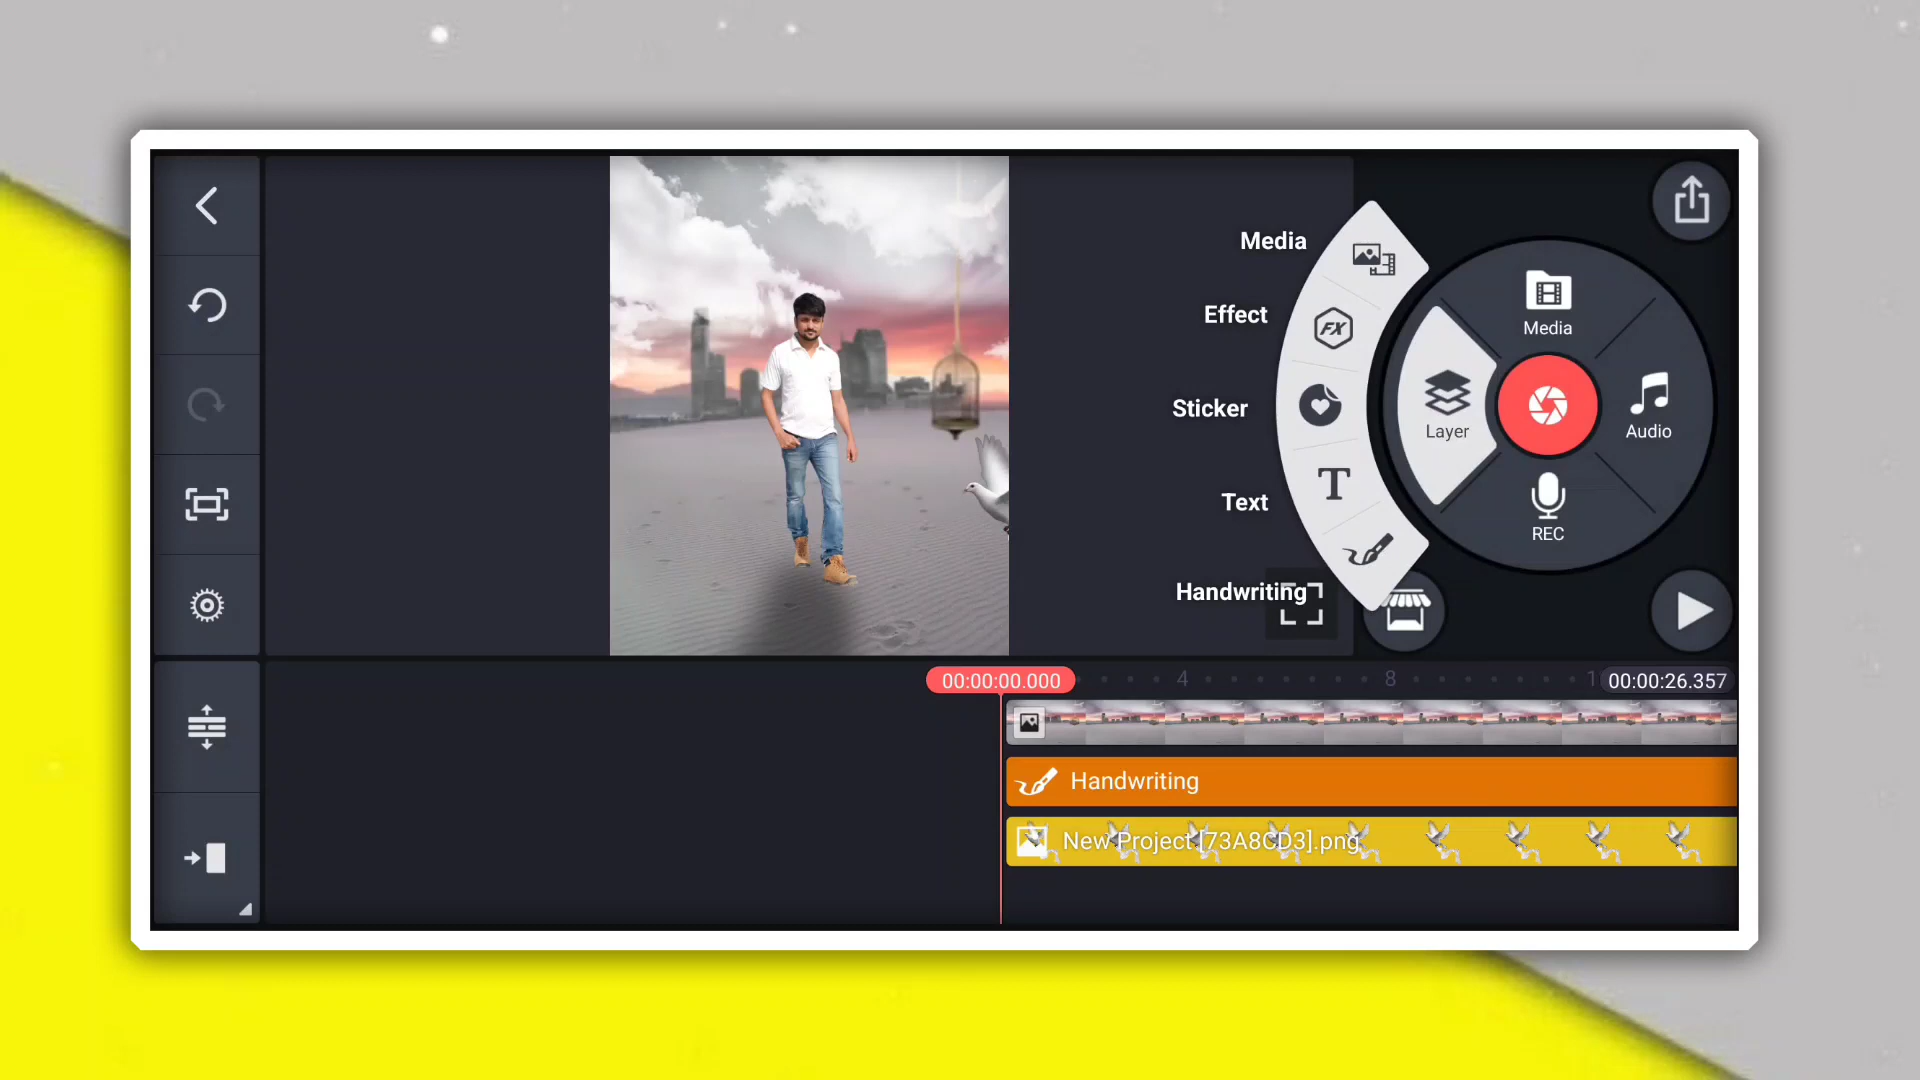 Media
Effect
Sticker
Text
Handwriting
FX
T
Media
Layer
Audio
REC
00:00:00.000
4
8
1
00:00:26.357
Handwriting
New Project [73A8CD3].png